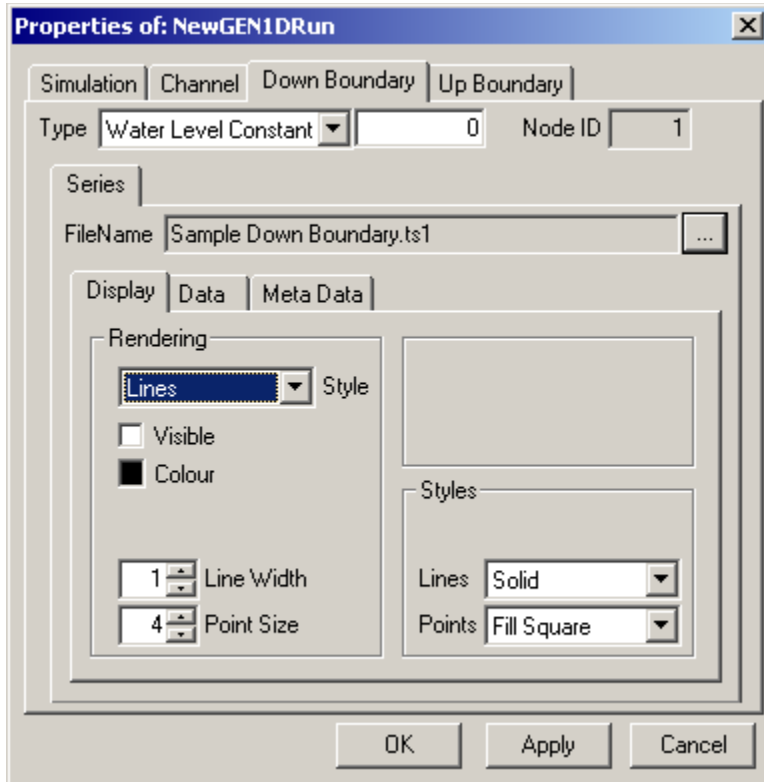 Properties of: NewGEN1DRun
Simulation Channel Down Boundary Up Boundary
Type Water Level Constant 0 Node ID 1
Series
FileName Sample Down Boundary.ts1 ...
Display Data Meta Data
Rendering
Lines Style
Visible
Colour
Styles
Line Width 1
Lines Solid
Point Size 4
Points Fill Square
OK Apply Cancel